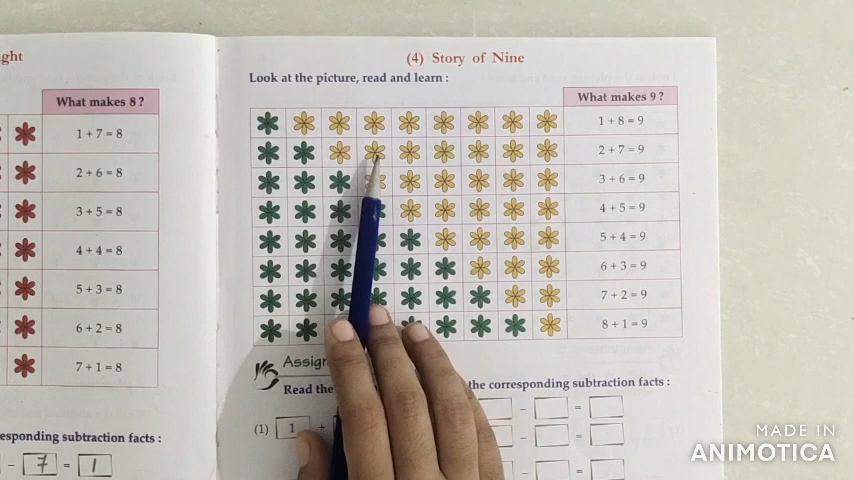 ght
What makes 8 ?
1 + 7 = 8
2 + 6 = 8
3 + 5 = 8
4 + 4 = 8
5 + 3 = 8
6 + 2 = 8
7 + 1 = 8
esponding subtraction facts :
- 7 = 1
(4) Story of Nine
Look at the picture, read and learn :
What makes 9 ?
1 + 8 = 9
2 + 7 = 9
3 + 6 = 9
4 + 5 = 9
5 + 4 = 9
6 + 3 = 9
7 + 2 = 9
8 + 1 = 9
Assign
Read the the corresponding subtraction facts :
(1) 1 + - =
- =
- =
MADE IN
ANIMOTICA